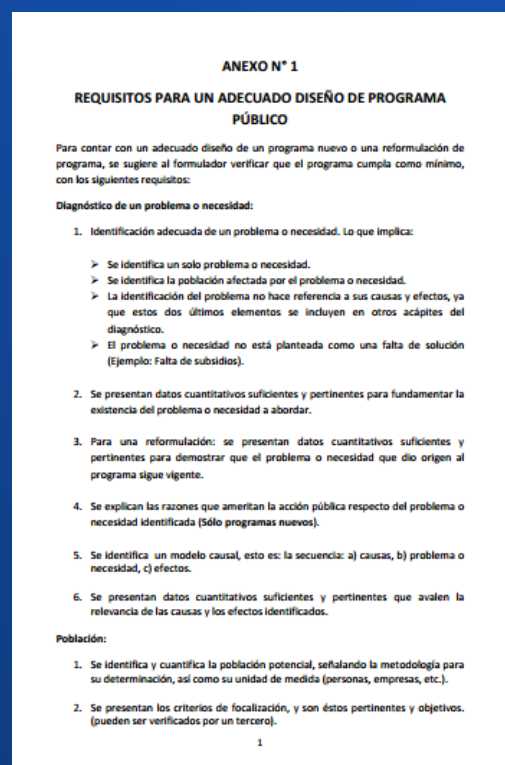 ANEXO N° 1
REQUISITOS PARA UN ADECUADO DISEÑO DE PROGRAMA
PÚBLICO
Para contar con un adecuado diseño de un programa nuevo o una reformulación de
programa, se sugiere al formulador verificar que el programa cumpla como mínimo,
con los siguientes requisitos:
Diagnóstico de un problema o necesidad:
1. Identificación adecuada de un problema o necesidad. Lo que implica:
➢ Se identifica un solo problema o necesidad.
➢ Se identifica la población afectada por el problema o necesidad.
➢ La identificación del problema no hace referencia a sus causas y efectos, ya
que estos dos últimos elementos se incluyen en otros acápites del
diagnóstico.
➢ El problema o necesidad no está planteada como una falta de solución
(Ejemplo: Falta de subsidios).
2. Se presentan datos cuantitativos suficientes y pertinentes para fundamentar la
existencia del problema o necesidad a abordar.
3. Para una reformulación: se presentan datos cuantitativos suficientes y
pertinentes para demostrar que el problema o necesidad que dio origen al
programa sigue vigente.
4. Se explican las razones que ameritan la acción pública respecto del problema o
necesidad identificada (Sólo programas nuevos).
5. Se identifica un modelo causal, esto es: la secuencia: a) causas, b) problema o
necesidad, c) efectos.
6. Se presentan datos cuantitativos suficientes y pertinentes que avalen la
relevancia de las causas y los efectos identificados.
Población:
1. Se identifica y cuantifica la población potencial, señalando la metodología para
su determinación, así como su unidad de medida (personas, empresas, etc.).
2. Se presentan los criterios de focalización, y son éstos pertinentes y objetivos.
(pueden ser verificados por un tercero).
1